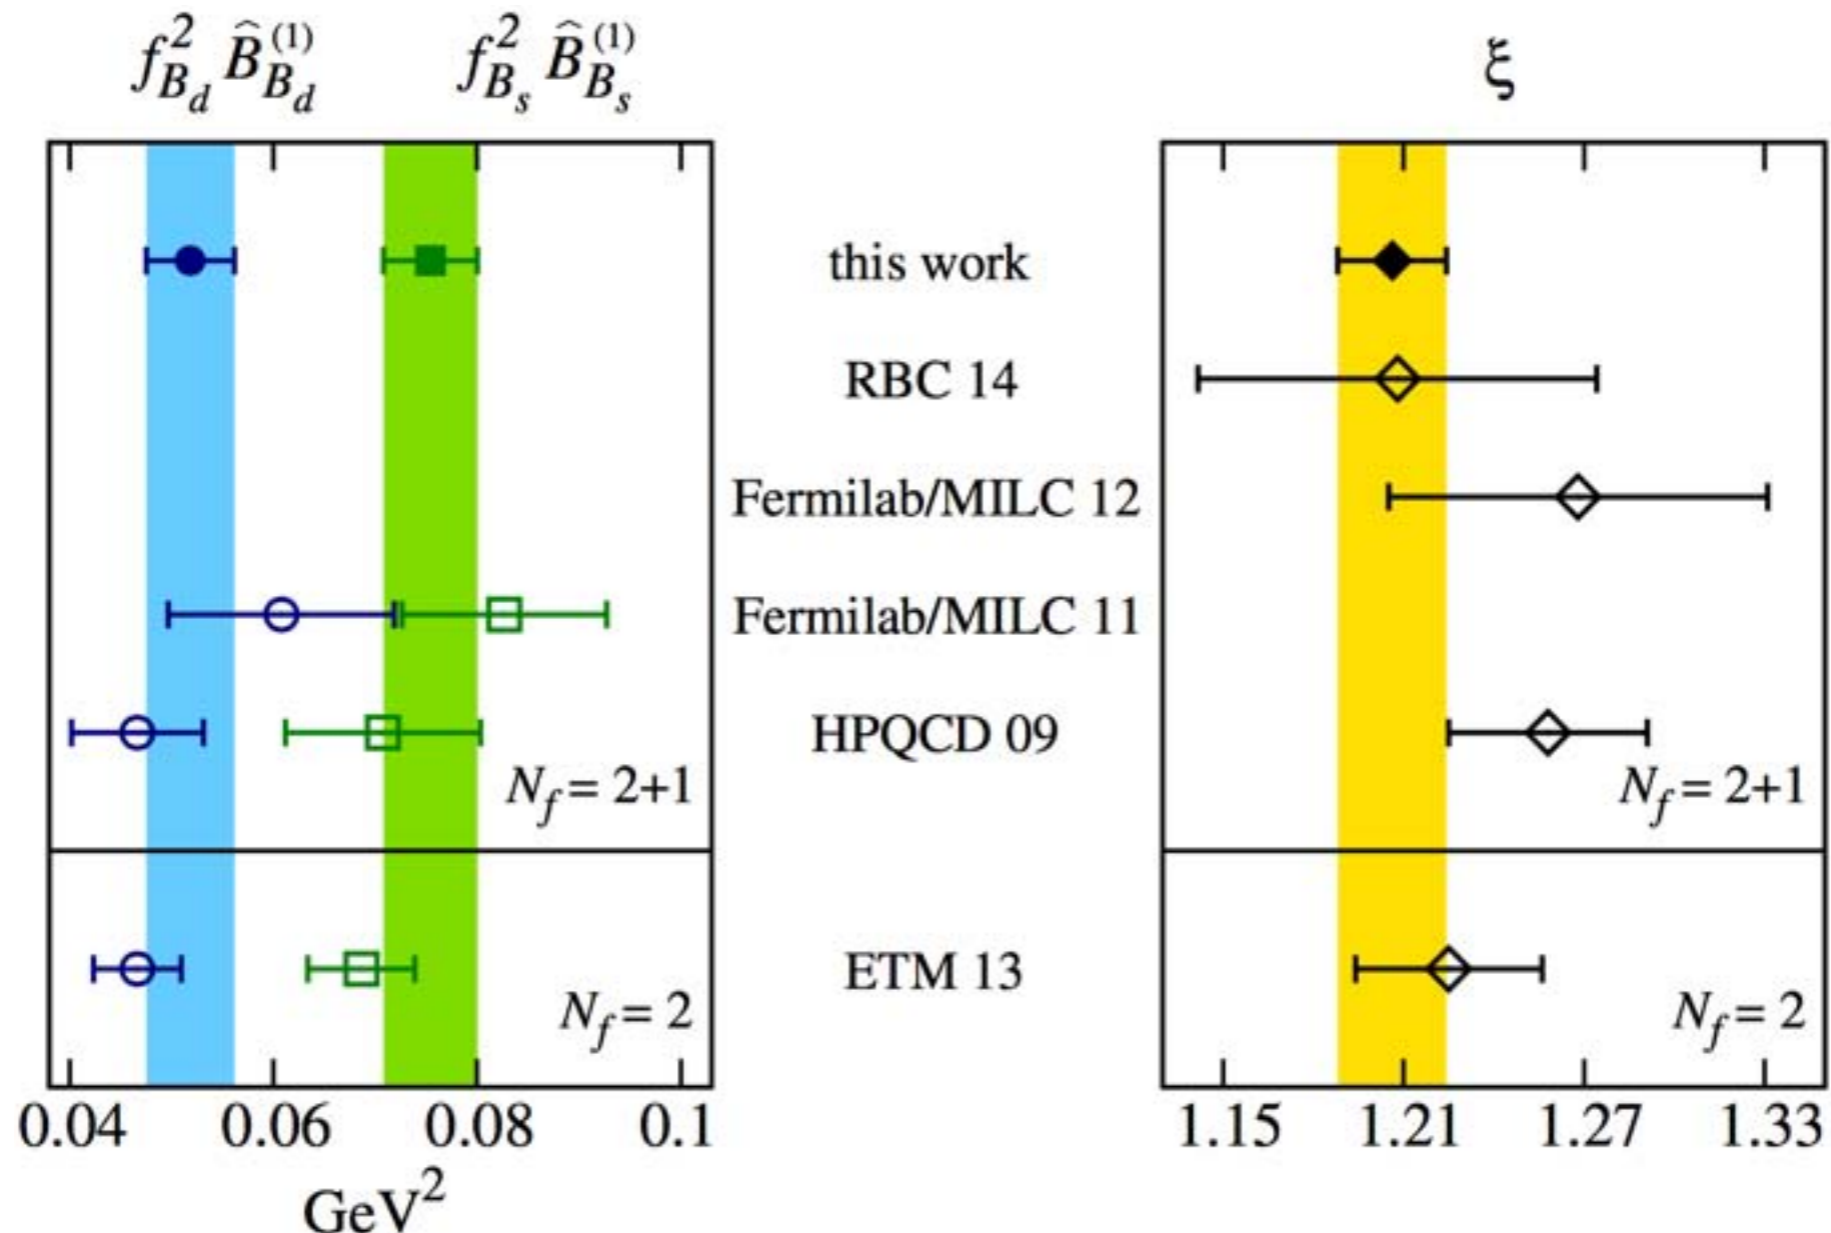 f²_{B_d} B̂^{(1)}_{B_d} f²_{B_s} B̂^{(1)}_{B_s}
ξ
this work
RBC 14
Fermilab/MILC 12
Fermilab/MILC 11
HPQCD 09
N_f = 2+1
N_f = 2+1
ETM 13
N_f = 2
N_f = 2
0.04 0.06 0.08 0.1
1.15 1.21 1.27 1.33
GeV²